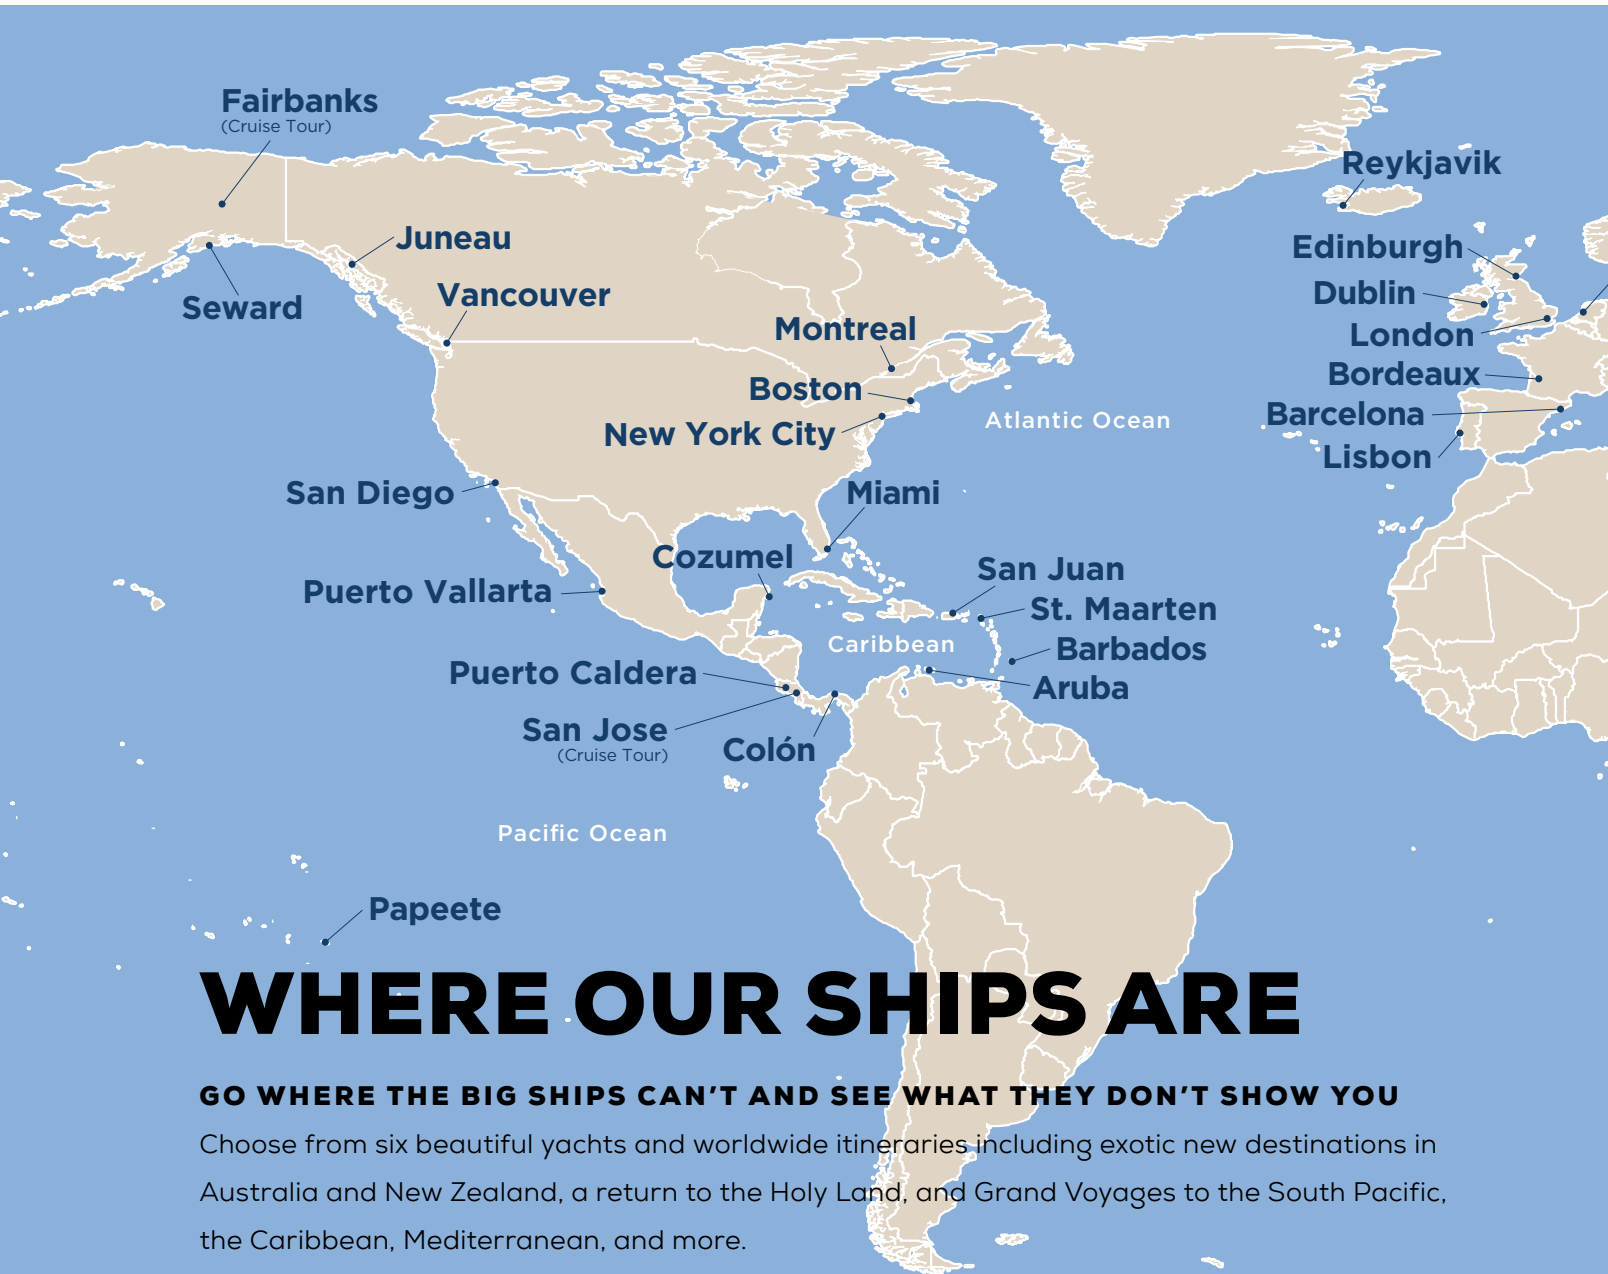 Fairbanks
(Cruise Tour)
Reykjavik
Juneau
Edinburgh
Seward
Vancouver
Dublin
Montreal
London
Boston
Bordeaux
New York City
Atlantic Ocean
Barcelona
Lisbon
San Diego
Miami
Cozumel
San Juan
Puerto Vallarta
St. Maarten
Caribbean
Barbados
Puerto Caldera
Aruba
San Jose
(Cruise Tour)
Colón
Pacific Ocean
Papeete
WHERE OUR SHIPS ARE
GO WHERE THE BIG SHIPS CAN'T AND SEE WHAT THEY DON'T SHOW YOU
Choose from six beautiful yachts and worldwide itineraries including exotic new destinations in
Australia and New Zealand, a return to the Holy Land, and Grand Voyages to the South Pacific,
the Caribbean, Mediterranean, and more.